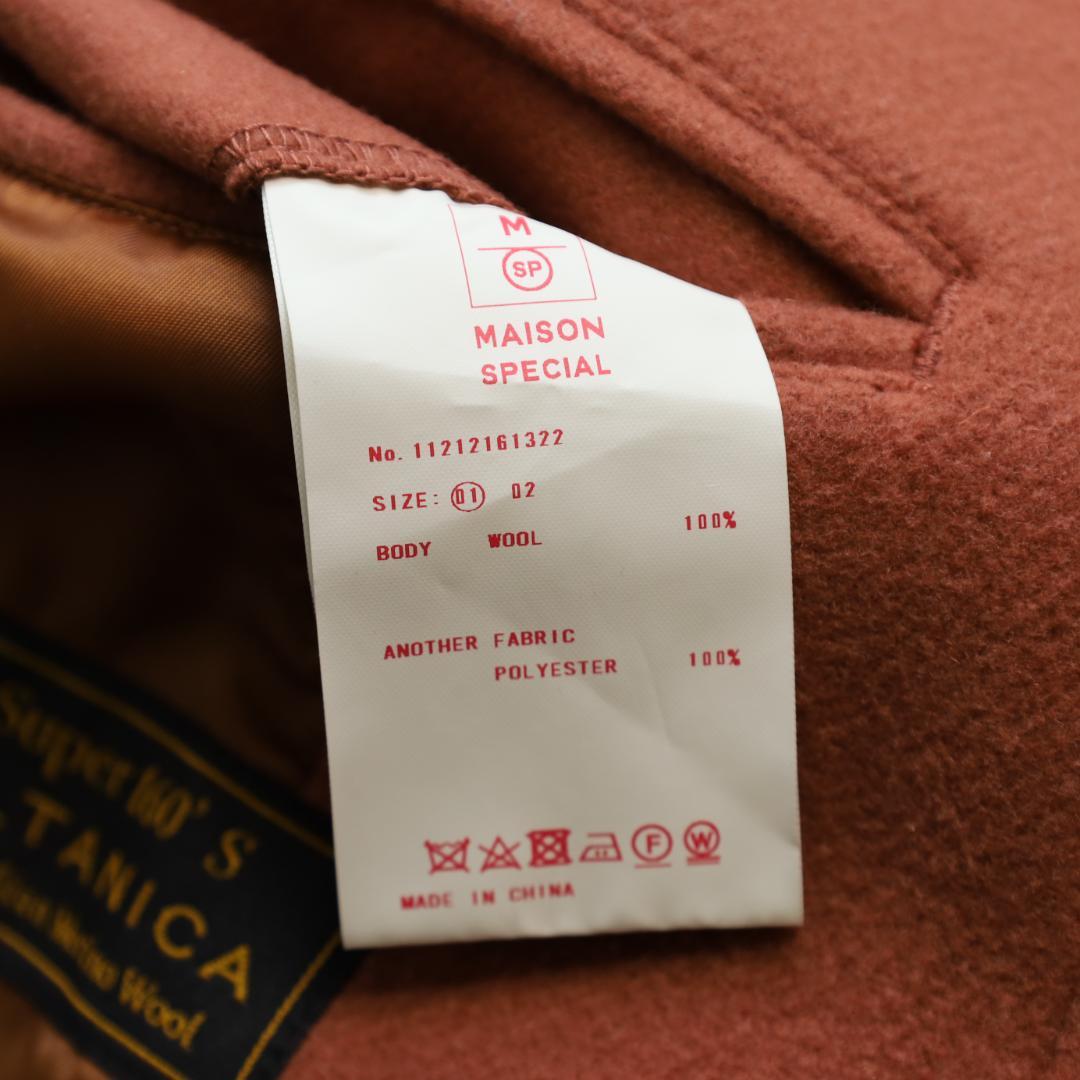 M
SP
MAISON
SPECIAL
No. 11212161322
SIZE: 01 02
BODY WOOL 100%
ANOTHER FABRIC
POLYESTER 100%
F W
MADE IN CHINA
Super 160' S
TANICA
Merino Wool